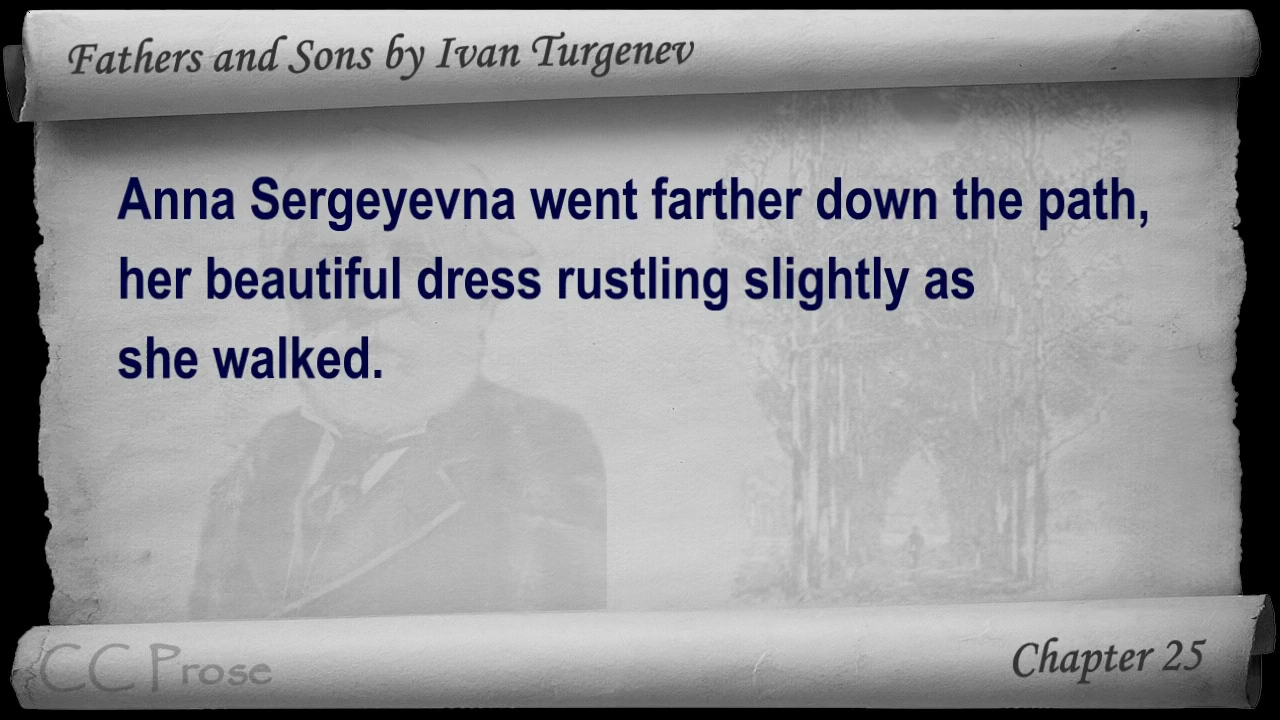 Fathers and Sons by Ivan Turgenev
Anna Sergeyevna went farther down the path,
her beautiful dress rustling slightly as
she walked.
CC Prose
Chapter 25